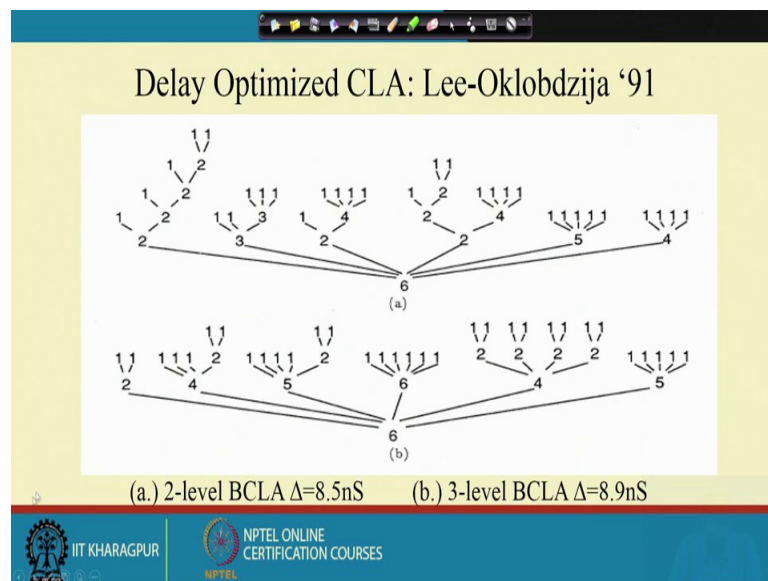 Delay Optimized CLA: Lee-Oklobdzija ‘91
1 1
1 2
1 2 1 1 1 1 1 1 1 1 2 1 1 1 1
1 2 1 1 3 1 4 2 4 1 1 1 1 1 1 1 1 1
2 3 2 2 5 4
6
(a)
1 1 1 1 1 1 1 1 1 1 1 1
1 1 1 1 1 2 1 1 1 1 2 1 1 1 1 1 1 2 2 2 2 1 1 1 1 1
2 4 5 6 4 5
6
(b)
(a.) 2-level BCLA Δ=8.5nS (b.) 3-level BCLA Δ=8.9nS
IIT KHARAGPUR
NPTEL ONLINE
CERTIFICATION COURSES
NPTEL